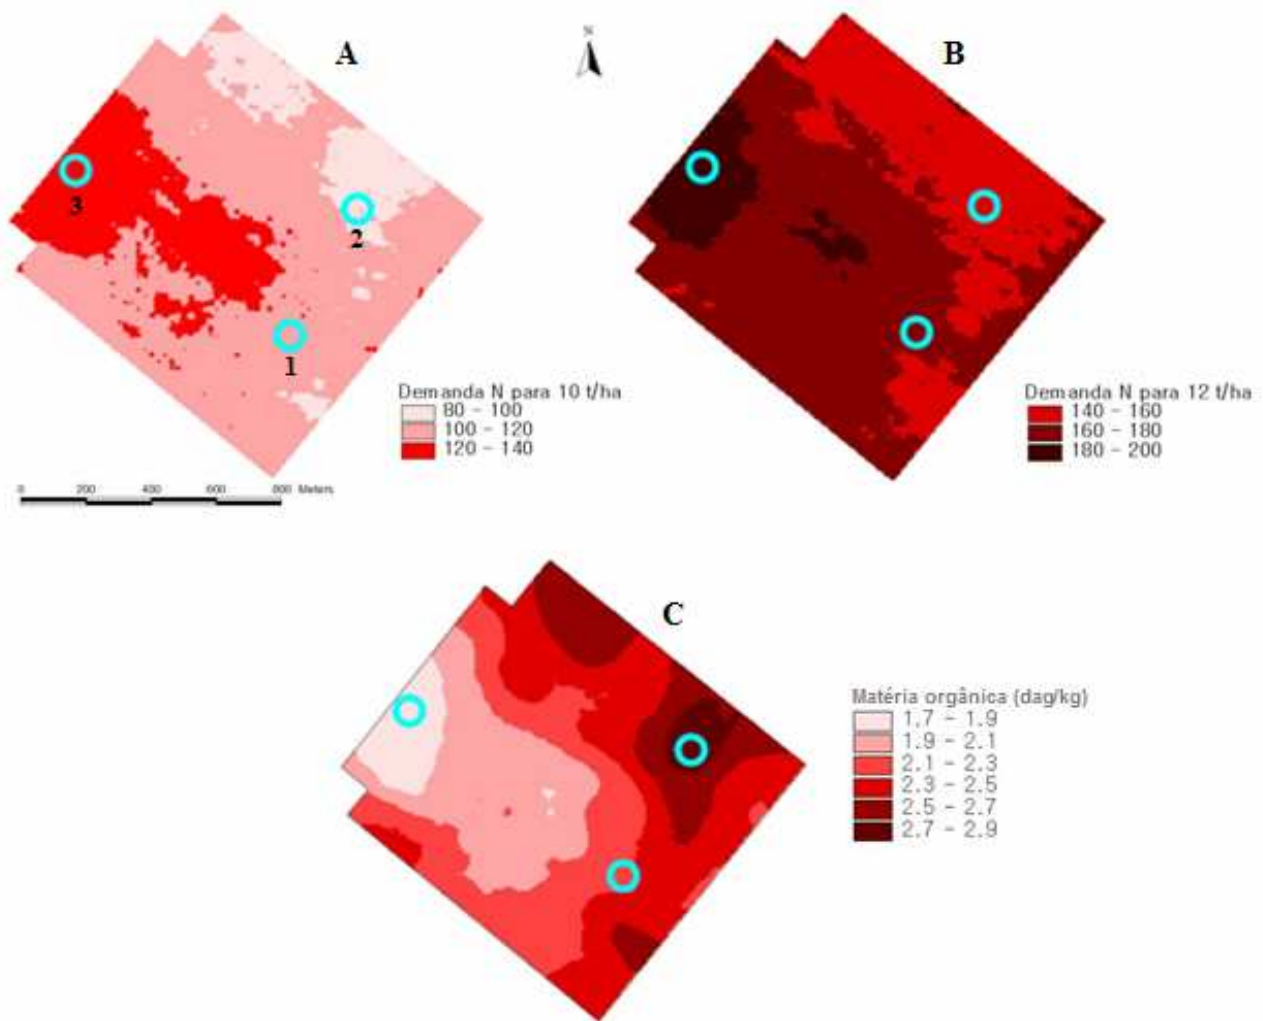 A
N
B
3
2
1
Demanda N para 10 t/ha
80 - 100
100 - 120
120 - 140
Demanda N para 12 t/ha
140 - 160
160 - 180
180 - 200
0 200 400 600 800 Meters
C
Matéria orgânica (dag/kg)
1.7 - 1.9
1.9 - 2.1
2.1 - 2.3
2.3 - 2.5
2.5 - 2.7
2.7 - 2.9